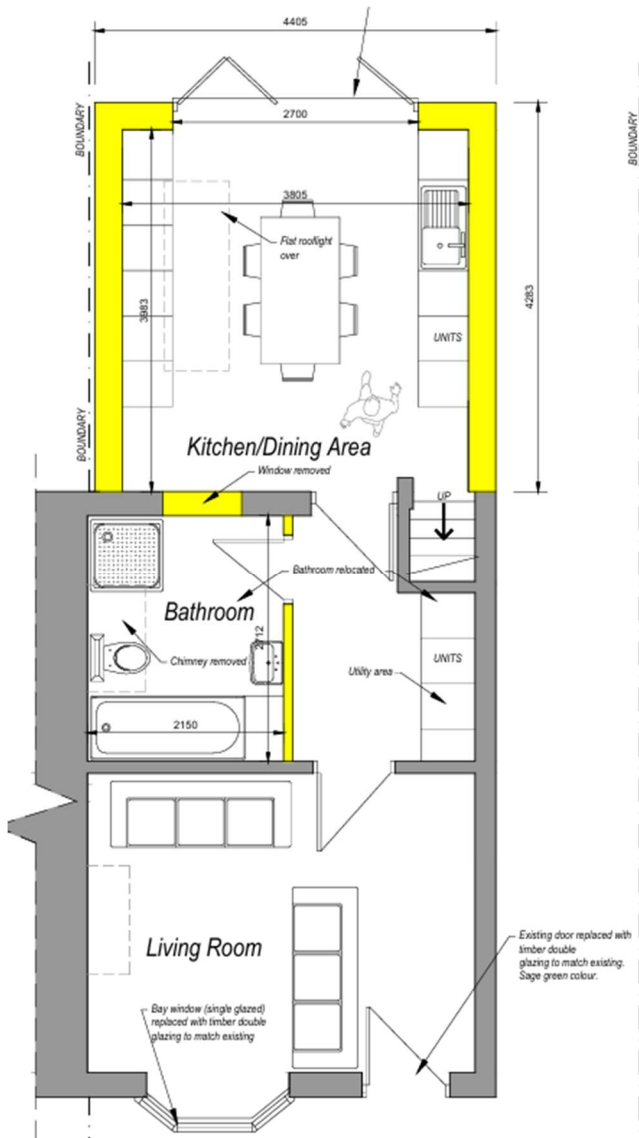 4405
BOUNDARY
BOUNDARY
2700
3805
Flat rooflight
over
3983
4283
UNITS
BOUNDARY
Kitchen/Dining Area
Window removed
UP
Bathroom relocated
Bathroom
2712
Chimney removed
UNITS
Utility area
2150
Living Room
Existing door replaced with
timber double
glazing to match existing.
Sage green colour.
Bay window (single glazed)
replaced with timber double
glazing to match existing